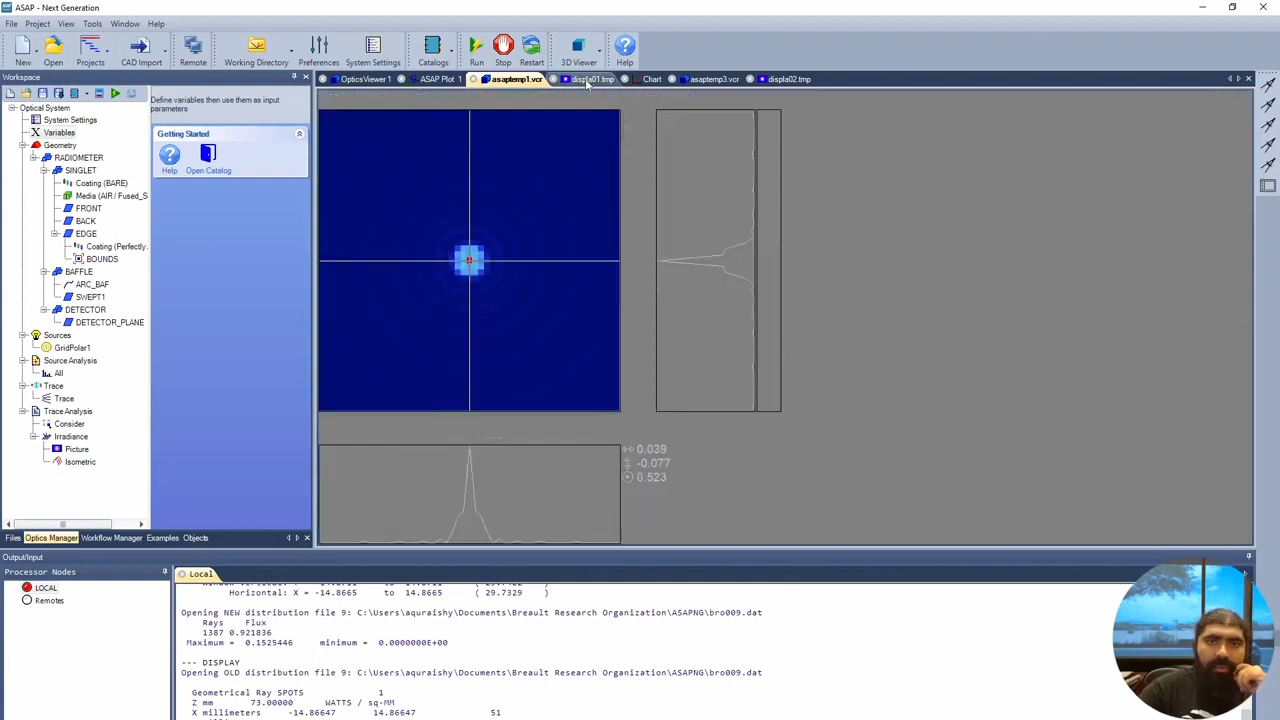 ASAP - Next Generation
File Project View Tools Window Help
New Open Projects CAD Import Remote Working Directory Preferences System Settings Catalogs Run Stop Restart 3D Viewer Help
Workspace
OpticsViewer 1 ASAP Plot 1 asaptemp1.vcr displa01.tmp Chart asaptemp3.vcr displa02.tmp
Define variables then use them as input
parameters
Getting Started
Help Open Catalog
Optical System
System Settings
Variables
Geometry
RADIOMETER
SINGLET
Coating (BARE)
Media (AIR / Fused_S
FRONT
BACK
EDGE
Coating (Perfectly_
BOUNDS
BAFFLE
ARC_BAF
SWEPT1
DETECTOR
DETECTOR_PLANE
Sources
GridPolar1
Source Analysis
All
Trace
Trace
Trace Analysis
Consider
Irradiance
Picture
Isometric
0.039
-0.077
0.523
Files Optics Manager Workflow Manager Examples Objects
Output/Input
Processor Nodes
LOCAL
Remotes
Local
Horizontal: X = -14.8665 to 14.8665 ( 29.7329 )
Opening NEW distribution file 9: C:\Users\aquraishy\Documents\Breault Research Organization\ASAPNG\bro009.dat
Rays Flux
1387 0.921836
Maximum = 0.1525446 minimum = 0.0000000E+00
--- DISPLAY
Opening OLD distribution file 9: C:\Users\aquraishy\Documents\Breault Research Organization\ASAPNG\bro009.dat
Geometrical Ray SPOTS 1
Z mm 73.00000 WATTS / sq-MM
X millimeters -14.86647 14.86647 51